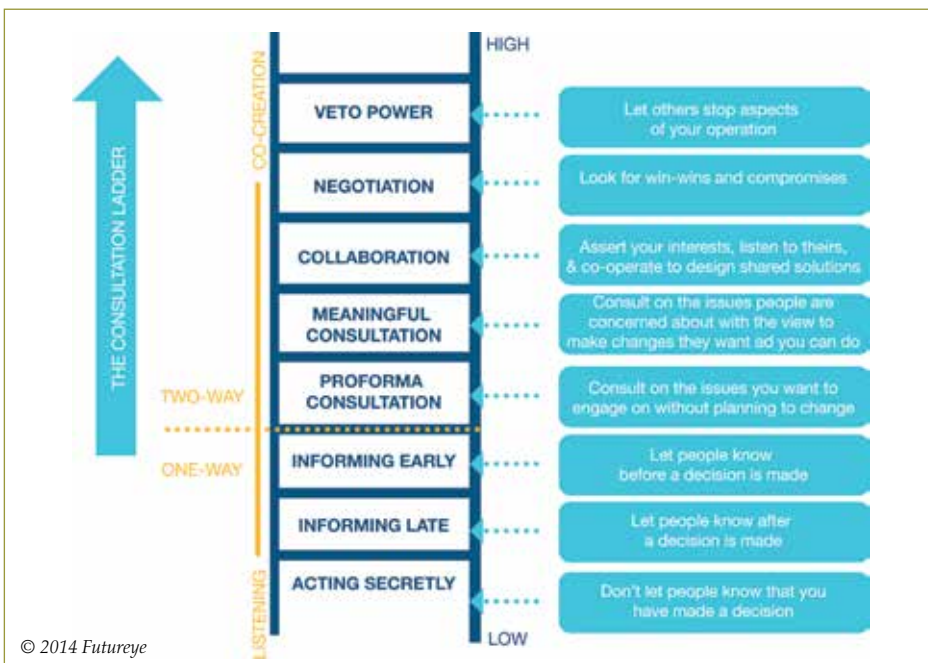 THE CONSULTATION LADDER
CO-CREATION
TWO-WAY
ONE-WAY
LISTENING
HIGH
VETO POWER
Let others stop aspects
of your operation
NEGOTIATION
Look for win-wins and compromises
COLLABORATION
Assert your interests, listen to theirs,
& co-operate to design shared solutions
MEANINGFUL
CONSULTATION
Consult on the issues people are
concerned about with the view to
make changes they want ad you can do
PROFORMA
CONSULTATION
Consult on the issues you want to
engage on without planning to change
INFORMING EARLY
Let people know
before a decision is made
INFORMING LATE
Let people know after
a decision is made
ACTING SECRETLY
Don't let people know that you
have made a decision
LOW
© 2014 Futureye